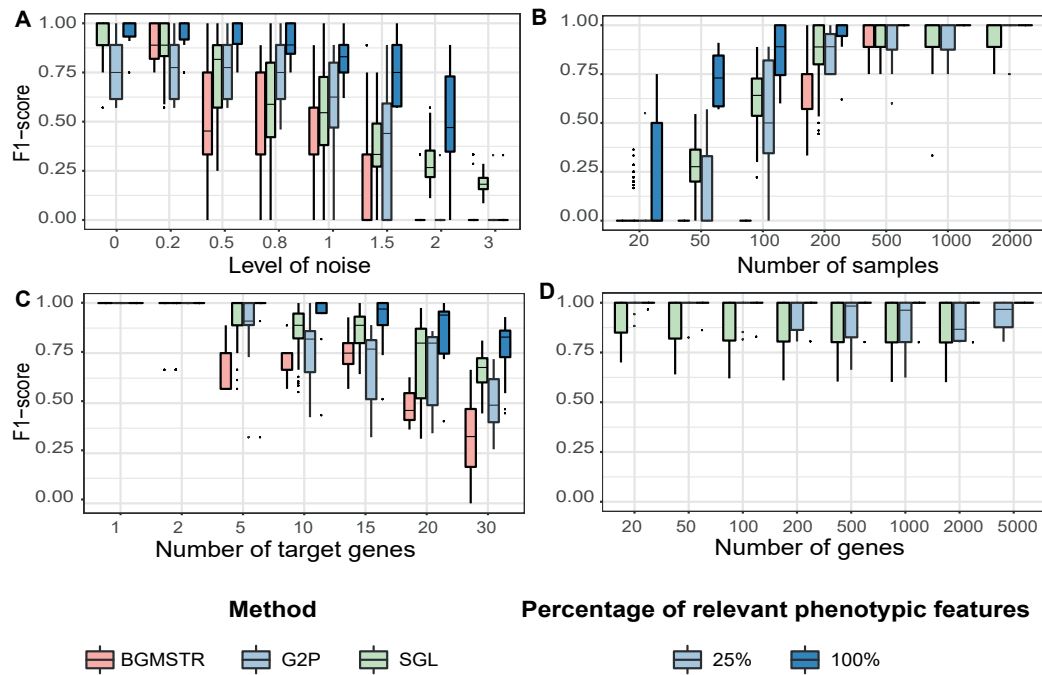 A
F1−score
1.00
0.75
0.50
0.25
0.00
0 0.2 0.5 0.8 1 1.5 2 3
Level of noise
B
1.00
0.75
0.50
0.25
0.00
20 50 100 200 500 1000 2000
Number of samples
C
F1−score
1.00
0.75
0.50
0.25
0.00
1 2 5 10 15 20 30
Number of target genes
D
1.00
0.75
0.50
0.25
0.00
20 50 100 200 500 1000 2000 5000
Number of genes
Method
BGMSTR G2P SGL
Percentage of relevant phenotypic features
25% 100%